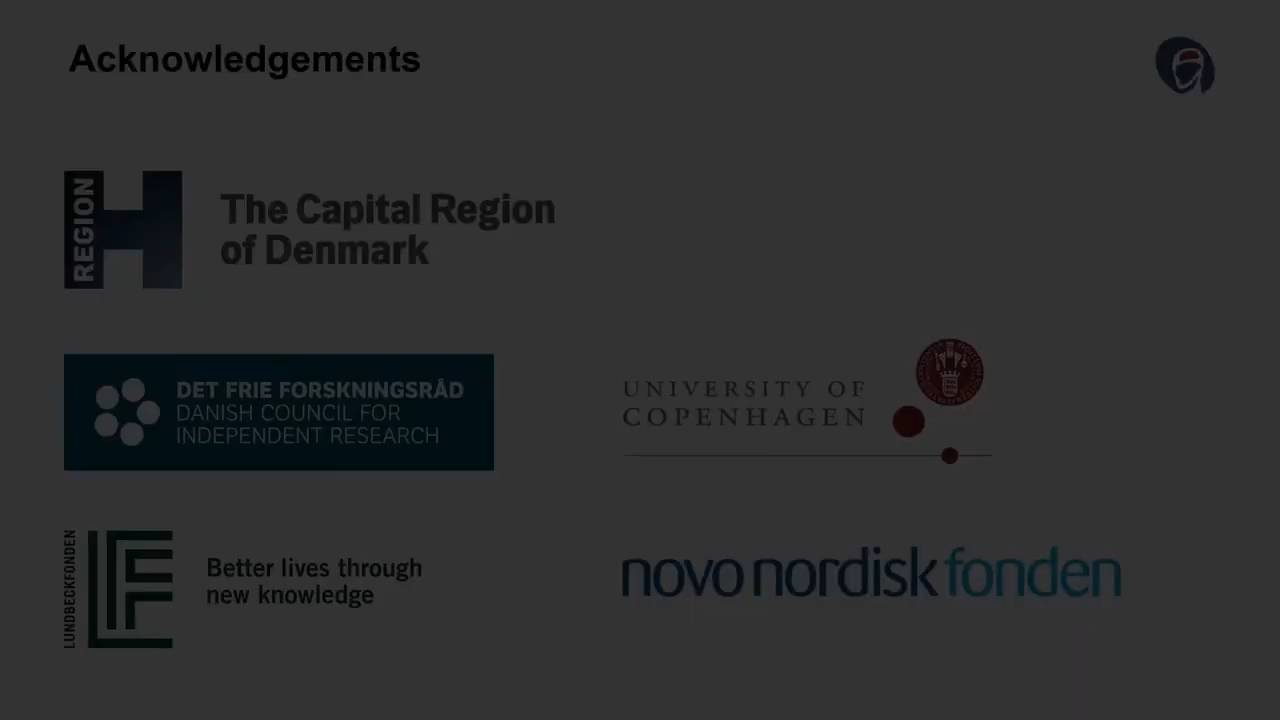 Acknowledgements
REGION
The Capital Region
of Denmark
DET FRIE FORSKNINGSRÅD
DANISH COUNCIL FOR
INDEPENDENT RESEARCH
UNIVERSITY OF
COPENHAGEN
LUNDBECKFONDEN
Better lives through
new knowledge
novo nordisk fonden